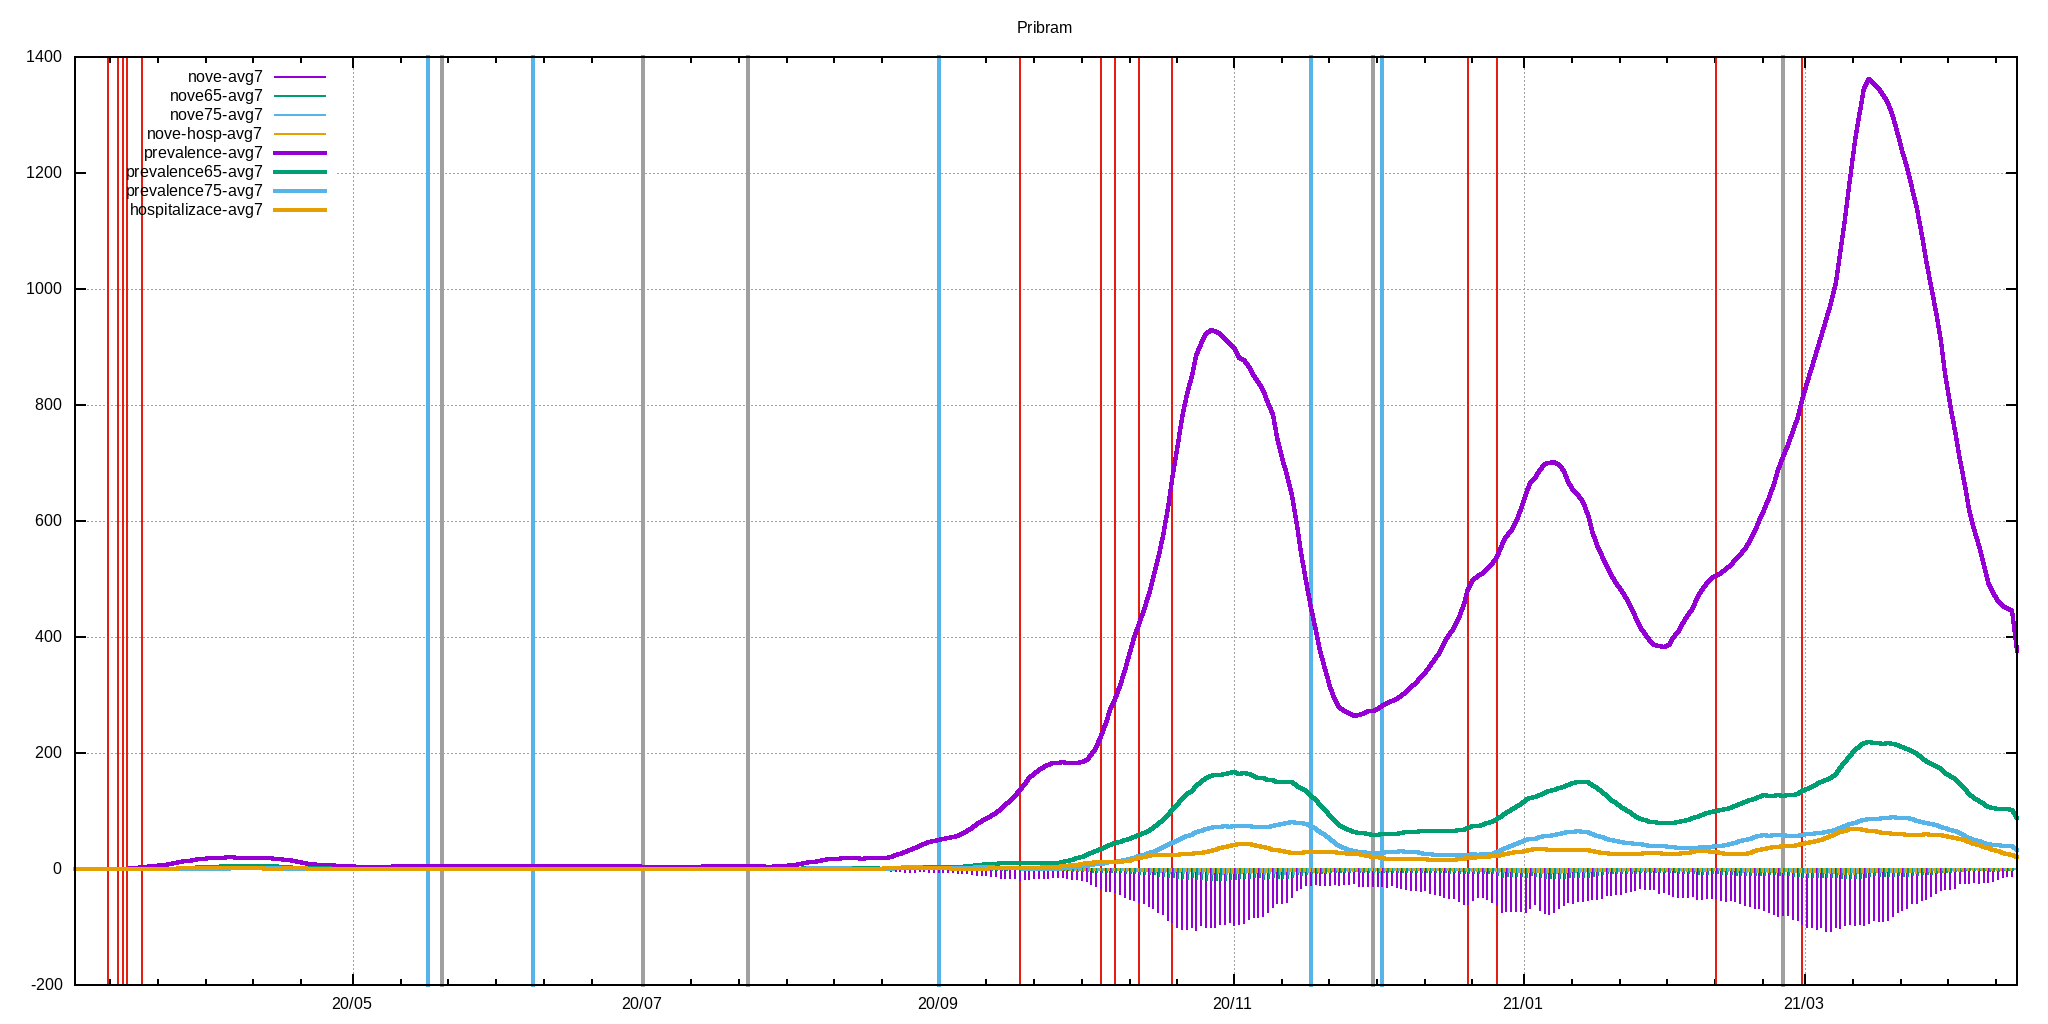 Pribram
1400
1200
1000
800
600
400
200
0
-200
nove-avg7
nove65-avg7
nove75-avg7
nove-hosp-avg7
prevalence-avg7
prevalence65-avg7
prevalence75-avg7
hospitalizace-avg7
20/05 20/07 20/09 20/11 21/01 21/03